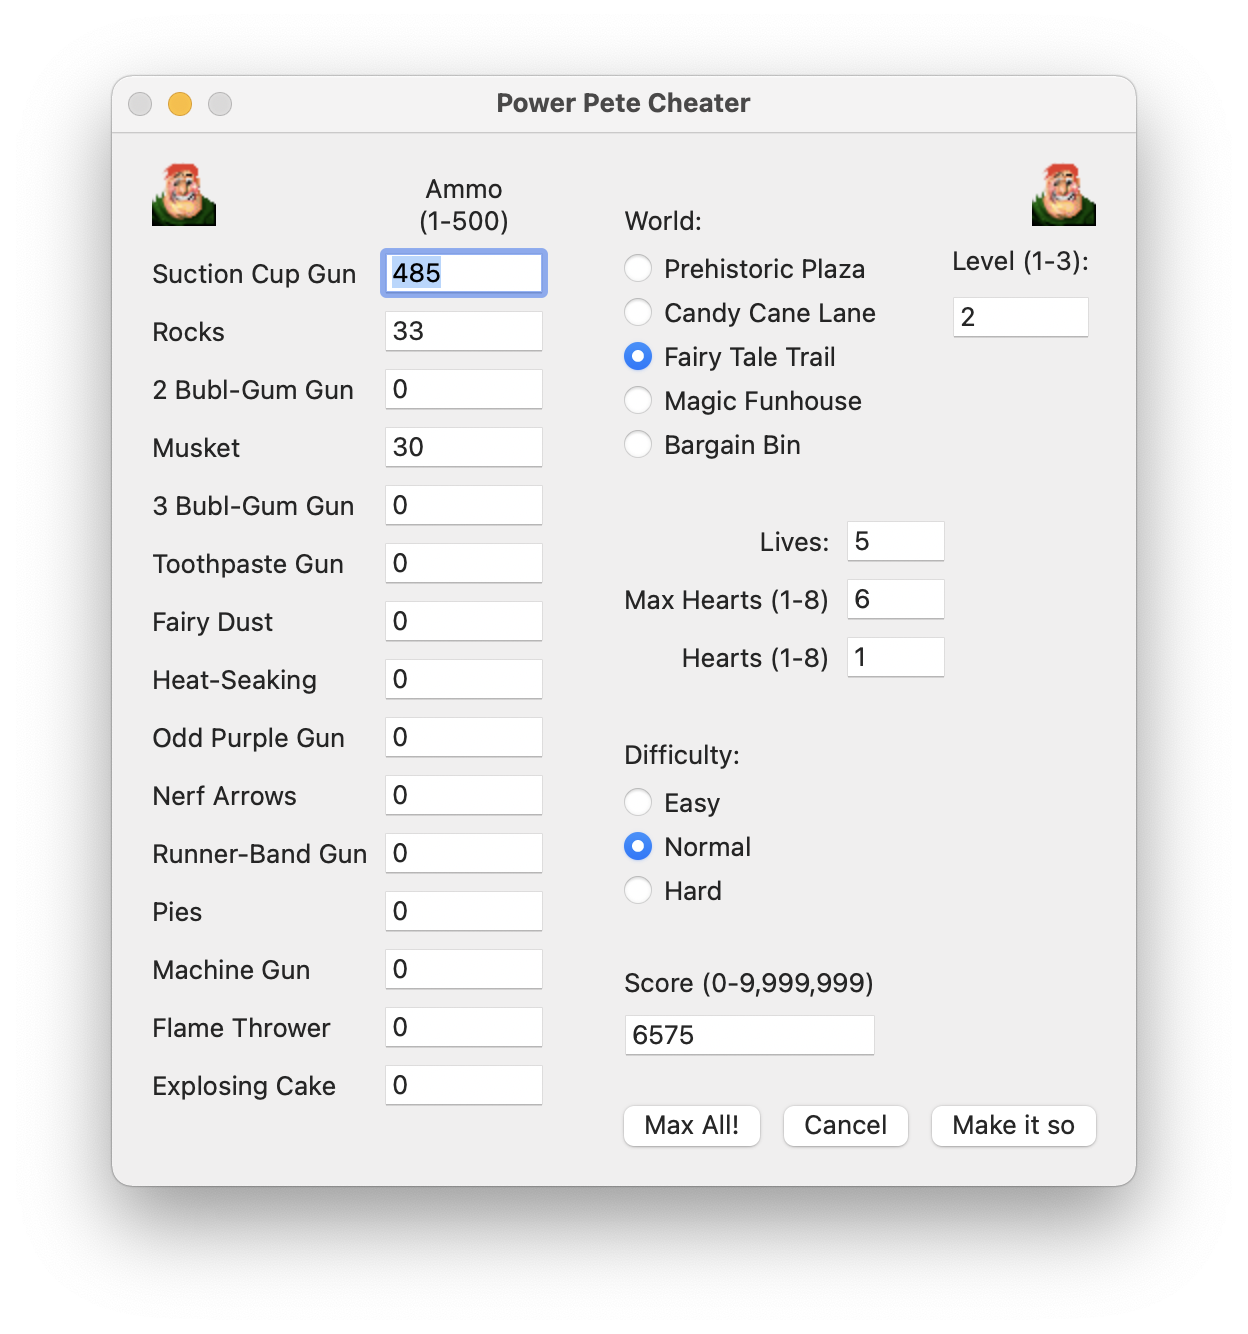 Power Pete Cheater
Ammo
(1-500)
Suction Cup Gun 485
Rocks 33
2 Bubl-Gum Gun 0
Musket 30
3 Bubl-Gum Gun 0
Toothpaste Gun 0
Fairy Dust 0
Heat-Seaking 0
Odd Purple Gun 0
Nerf Arrows 0
Runner-Band Gun 0
Pies 0
Machine Gun 0
Flame Thrower 0
Explosing Cake 0
World:
Prehistoric Plaza
Candy Cane Lane
Fairy Tale Trail
Magic Funhouse
Bargain Bin
Level (1-3):
2
Lives: 5
Max Hearts (1-8) 6
Hearts (1-8) 1
Difficulty:
Easy
Normal
Hard
Score (0-9,999,999)
6575
Max All! Cancel Make it so